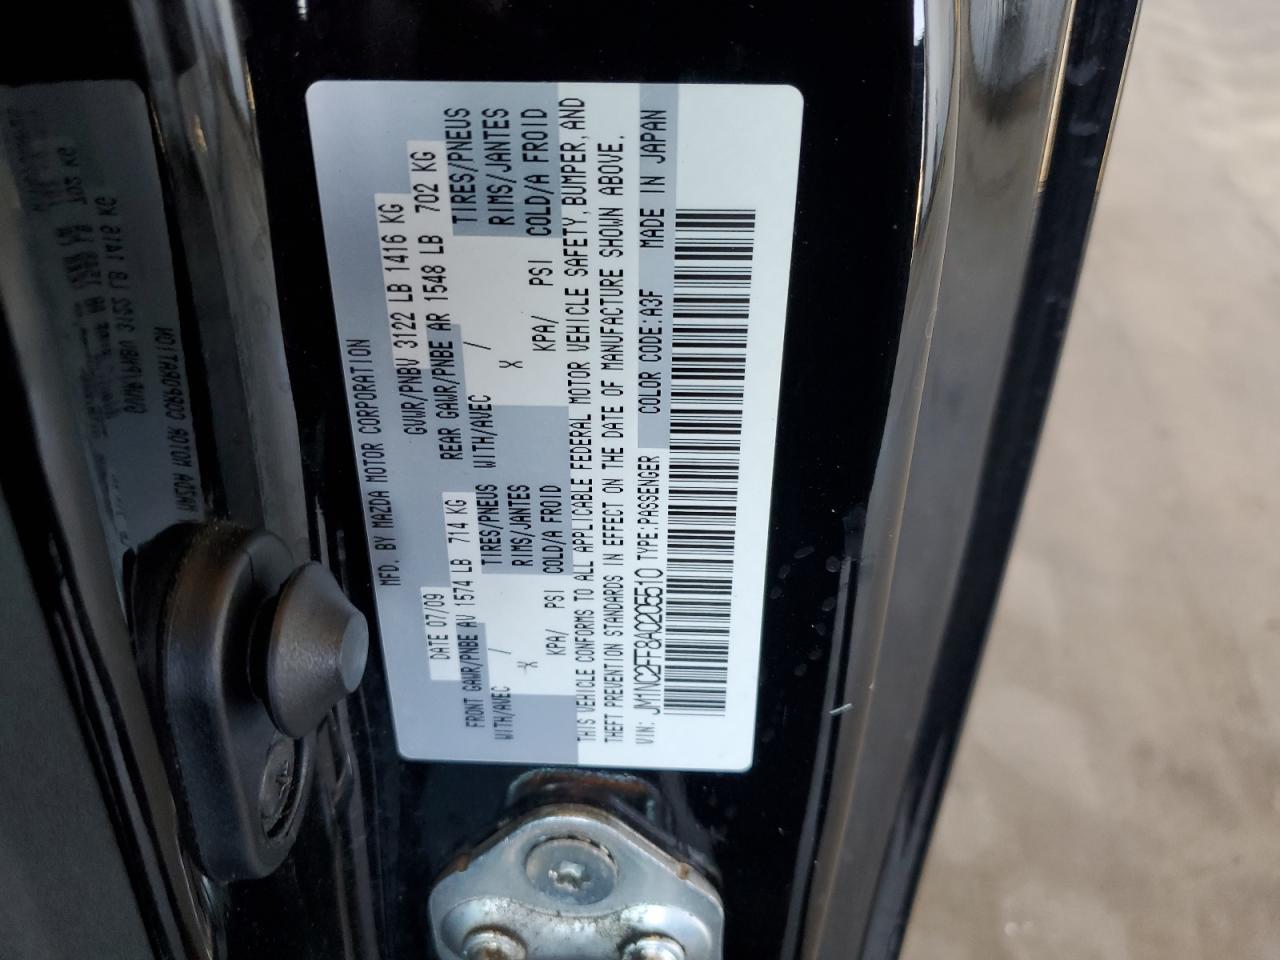 MFD. BY MAZDA MOTOR CORPORATION
DATE 07/09 GVWR/PNBV 3122 LB 1416 KG
FRONT GAWR/PNBE AV 1574 LB 714 KG REAR GAWR/PNBE AR 1548 LB 702 KG
WITH/AVEC / TIRES/PNEUS WITH/AVEC / TIRES/PNEUS
X RIMS/JANTES X RIMS/JANTES
KPA/ PSI COLD/A FROID KPA/ PSI COLD/A FROID
THIS VEHICLE CONFORMS TO ALL APPLICABLE FEDERAL MOTOR VEHICLE SAFETY, BUMPER, AND
THEFT PREVENTION STANDARDS IN EFFECT ON THE DATE OF MANUFACTURE SHOWN ABOVE.
VIN: JM1NC2FF8A0205510 TYPE:PASSENGER COLOR CODE:A3F MADE IN JAPAN